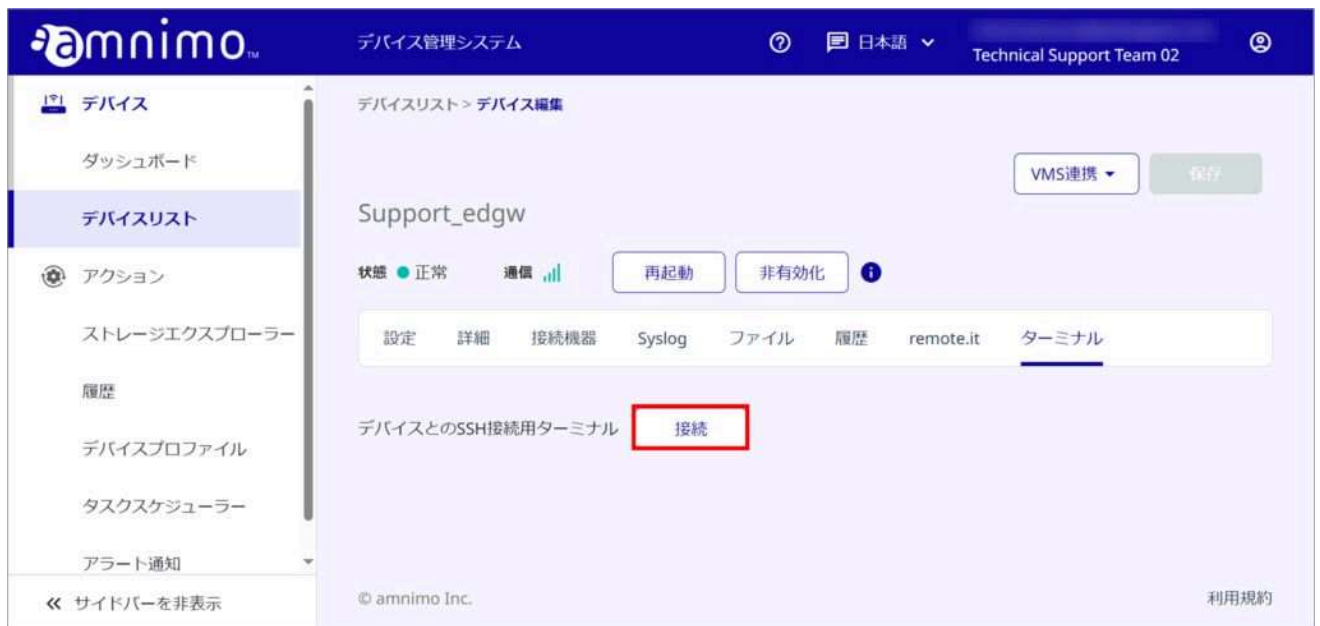 amnimo™
デバイス管理システム
日本語
Technical Support Team 02
デバイス
ダッシュボード
デバイスリスト
アクション
ストレージエクスプローラー
履歴
デバイスプロファイル
タスクスケジューラー
アラート通知
サイドバーを非表示
デバイスリスト > デバイス編集
VMS連携
保存
Support_edgw
状態 正常 通信 再起動 非有効化
設定 詳細 接続機器 Syslog ファイル 履歴 remote.it ターミナル
デバイスとのSSH接続用ターミナル 接続
© amnimo Inc.
利用規約